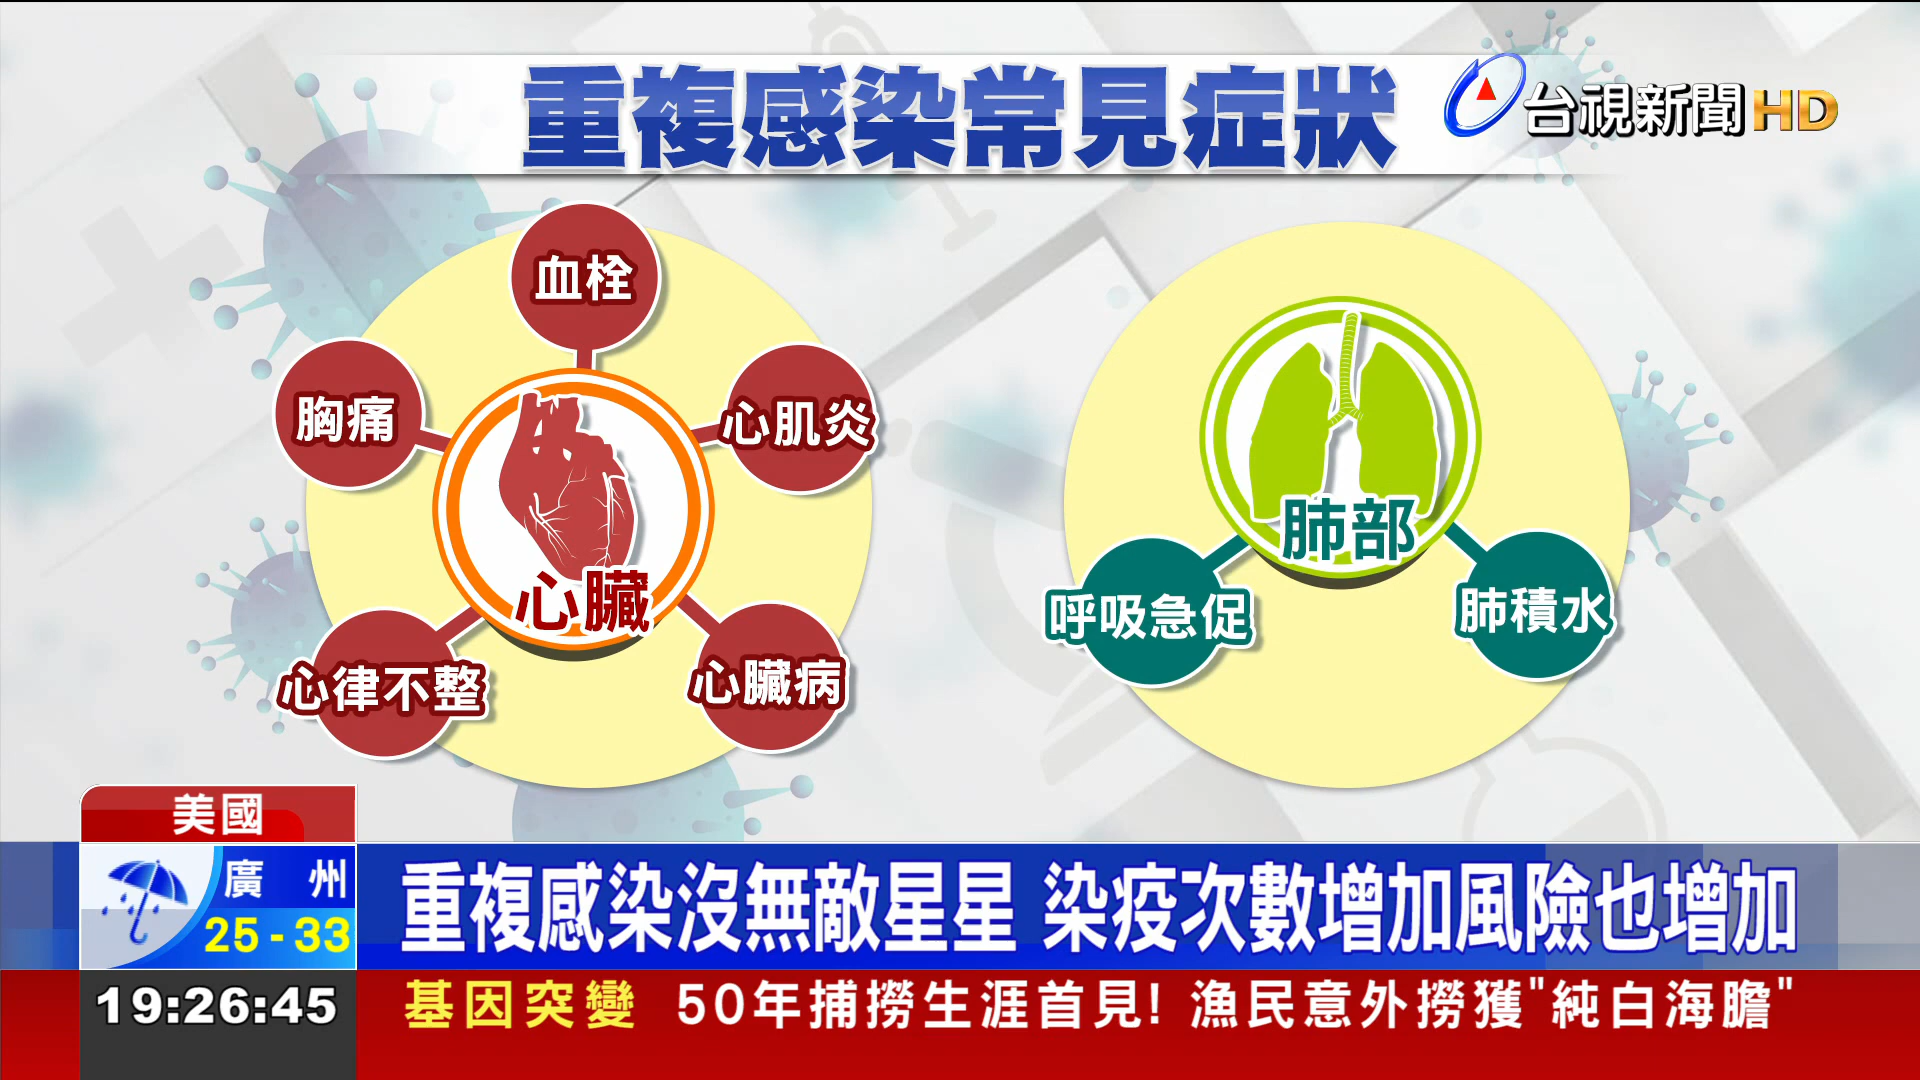 重複感染常見症狀
台視新聞HD
血栓
胸痛
心肌炎
心臟
心律不整
心臟病
肺部
呼吸急促
肺積水
美國
廣州
25-33
重複感染沒無敵星星 染疫次數增加風險也增加
19:26:45
基因突變 50年捕撈生涯首見! 漁民意外撈獲"純白海膽"